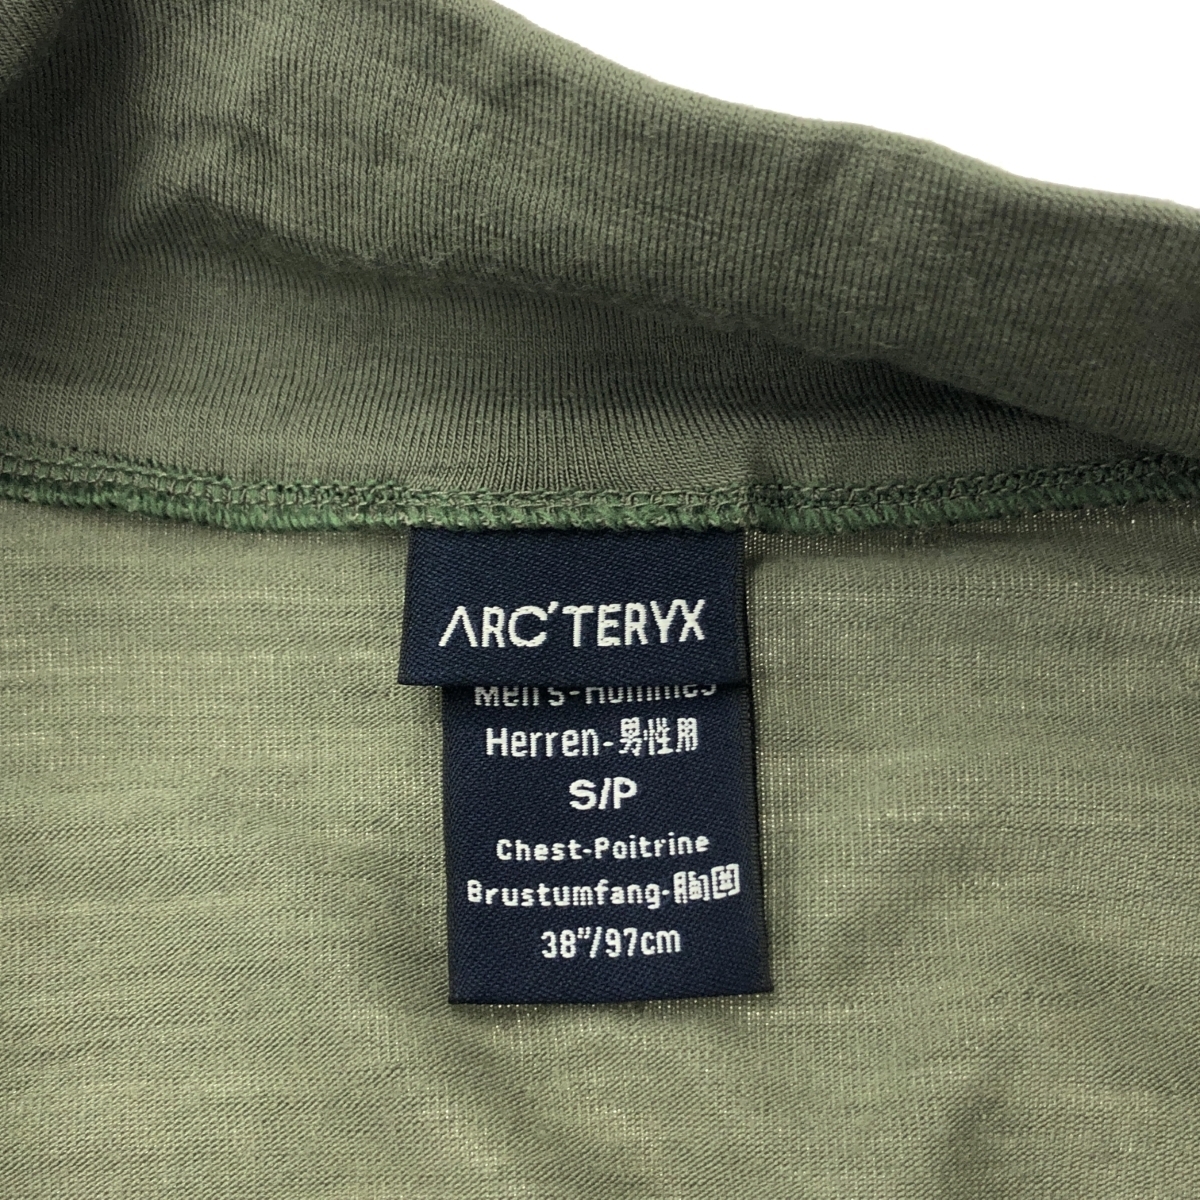 ARC'TERYX
Men's-Hommes
Herren-男性用
S/P
Chest-Poitrine
Brustumfang-胸囲
38"/97cm